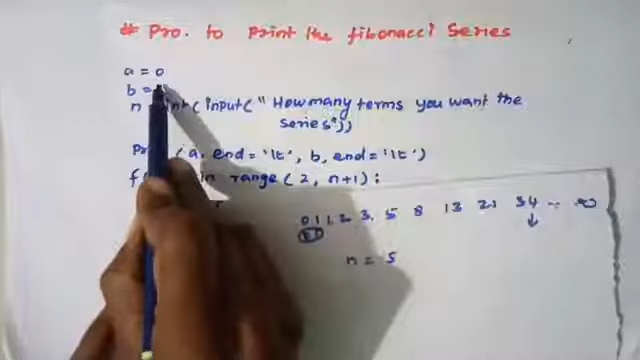 # Pro. to Print the fibonacci Series
a = 0
b =
n int(input("How many terms you want the
series"))
(a, end='\t', b, end='\t')
in range(2, n+1):
0 1 1, 2 3, 5 8 13 21 34 -- ∞
n = 5